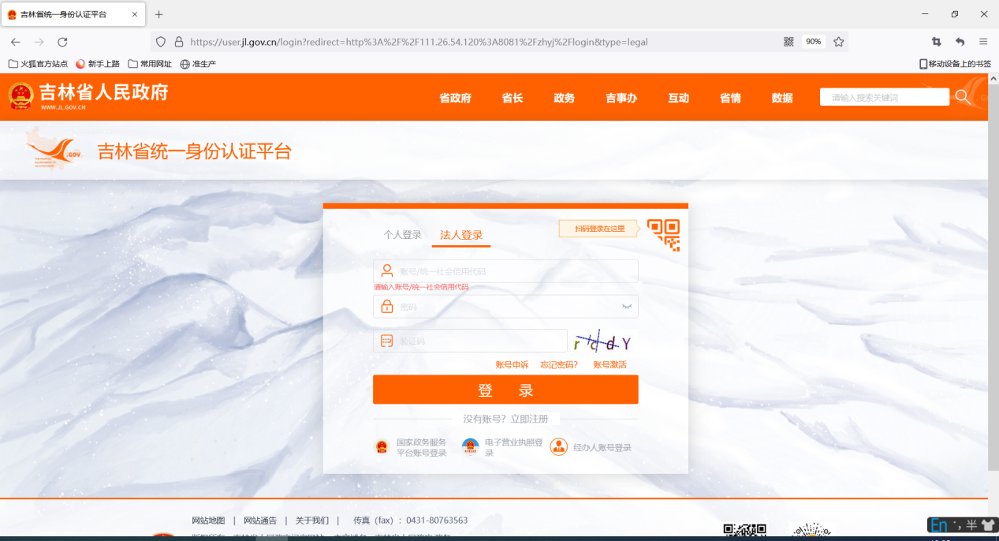 吉林省统一身份认证平台
https://user.jl.gov.cn/login?redirect=http%3A%2F%2F111.26.54.120%3A8081%2Fzhyj%2Flogin&type=legal
90%
火狐官方站点 新手上路 常用网址 准生产 移动设备上的书签
吉林省人民政府
WWW.JL.GOV.CN
省政府 省长 政务 吉事办 互动 省情 数据 请输入搜索关键词
.GOV 吉林省统一身份认证平台
个人登录 法人登录 扫码登录在这里
账号/统一社会信用代码
请输入账号/统一社会信用代码
密码
验证码 rcdY
账号申诉 忘记密码? 账号激活
登 录
没有账号? 立即注册
国家政务服务
平台账号登录
电子营业执照登
录
经办人账号登录
网站地图 | 网站通告 | 关于我们 | 传真（fax）: 0431-80763563
En 半